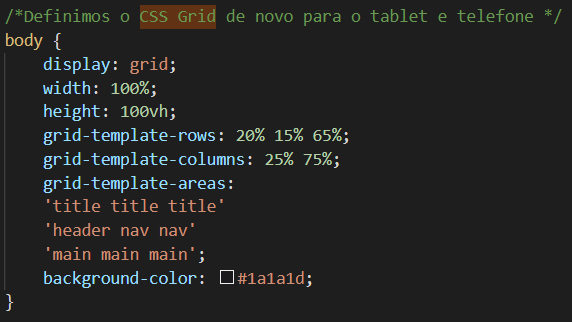 /*Definimos o CSS Grid de novo para o tablet e telefone */
body {
    display: grid;
    width: 100%;
    height: 100vh;
    grid-template-rows: 20% 15% 65%;
    grid-template-columns: 25% 75%;
    grid-template-areas:
    'title title title'
    'header nav nav'
    'main main main';
    background-color: #1a1a1d;
}